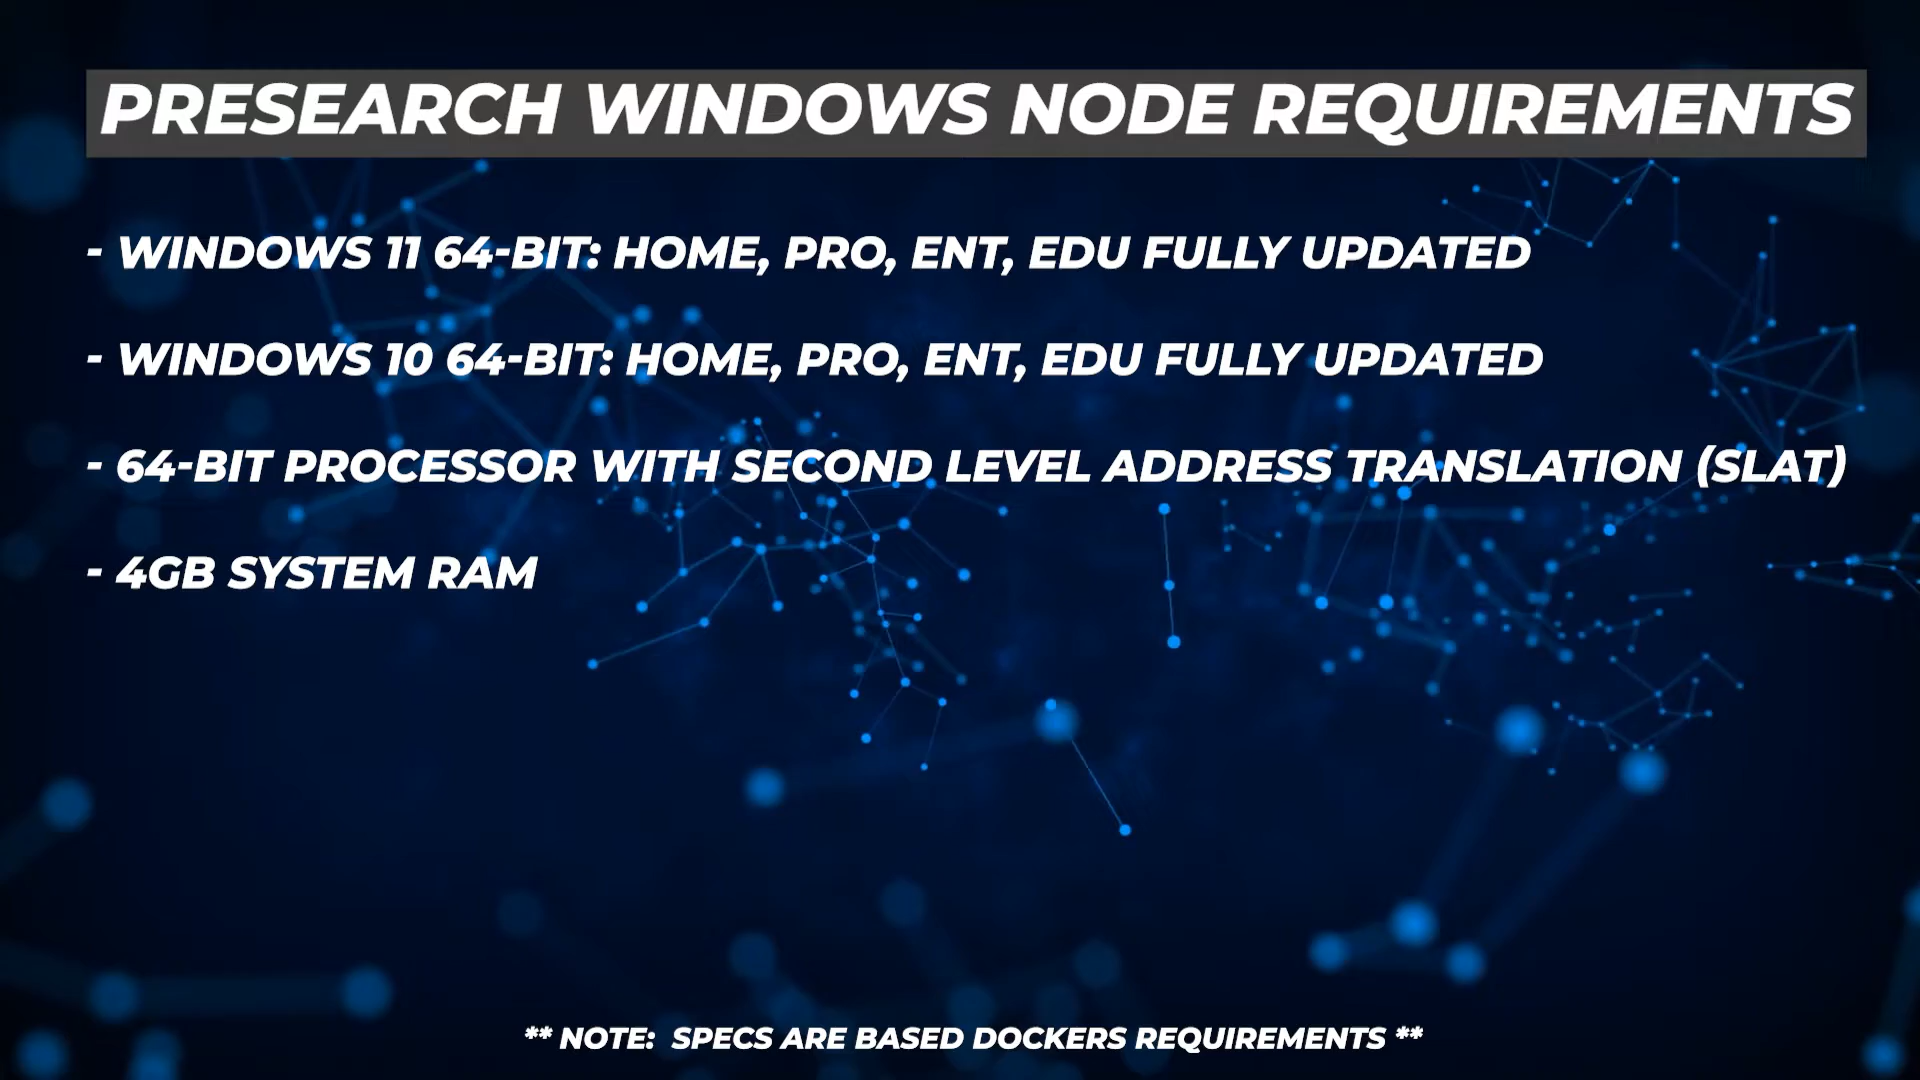 PRESEARCH WINDOWS NODE REQUIREMENTS
- WINDOWS 11 64-BIT: HOME, PRO, ENT, EDU FULLY UPDATED
- WINDOWS 10 64-BIT: HOME, PRO, ENT, EDU FULLY UPDATED
- 64-BIT PROCESSOR WITH SECOND LEVEL ADDRESS TRANSLATION (SLAT)
- 4GB SYSTEM RAM
** NOTE: SPECS ARE BASED DOCKERS REQUIREMENTS **